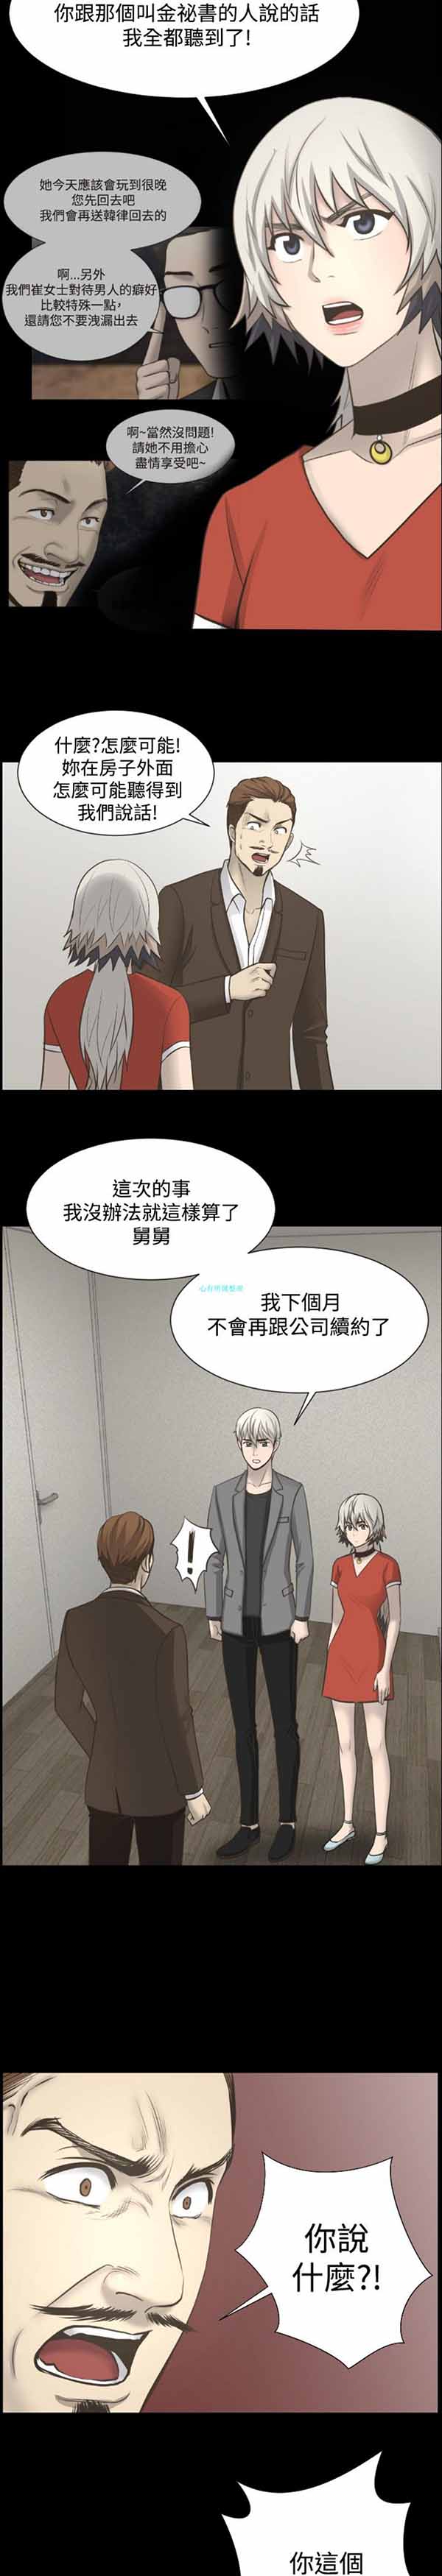 你跟那個叫金祕書的人說的話
我全都聽到了!
她今天應該會玩到很晚
您先回去吧
我們會再送韓律回去的
啊...另外
我們崔女士對待男人的癖好
比較特殊一點，
還請您不要洩漏出去
啊~當然沒問題!
請她不用擔心
盡情享受吧~
什麼?怎麼可能!
妳在房子外面
怎麼可能聽得到
我們說話!
這次的事
我沒辦法就這樣算了
舅舅
我下個月
不會再跟公司續約了
!
你說
什麼?!
你這個